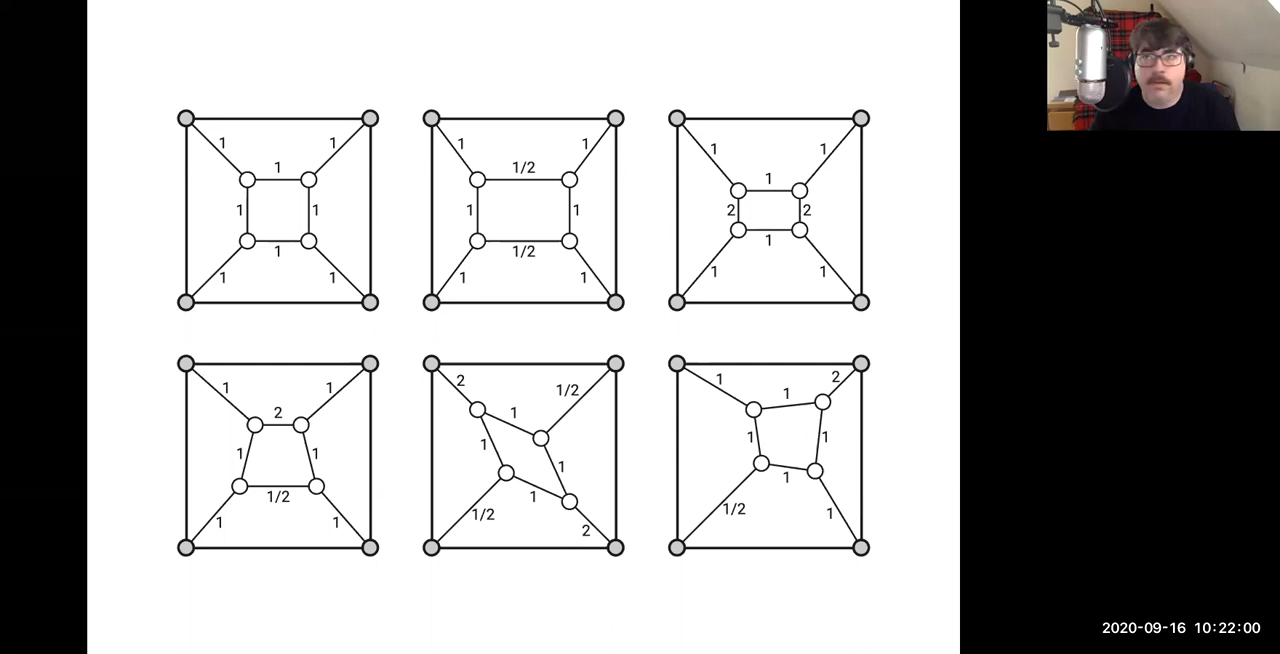 1 1 1 1 1 1 1 1
1 1/2 1 1 1 1/2 1 1
1 1 1 2 2 1 1 1
1 2 1 1 1 1/2 1 1
2 1/2 1 1 1 1 1/2 2
1 1 2 1 1 1 1/2 1
2020-09-16 10:22:00